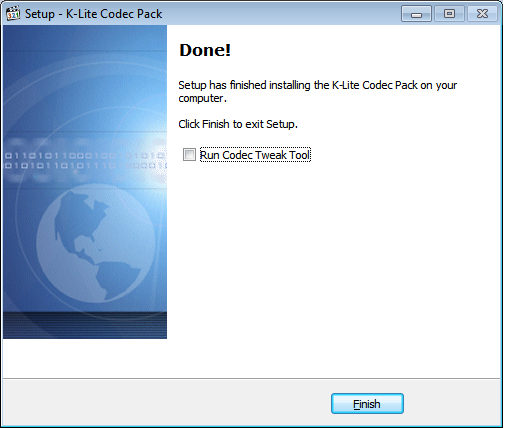 Setup - K-Lite Codec Pack
Done!
Setup has finished installing the K-Lite Codec Pack on your
computer.
Click Finish to exit Setup.
Run Codec Tweak Tool
Finish